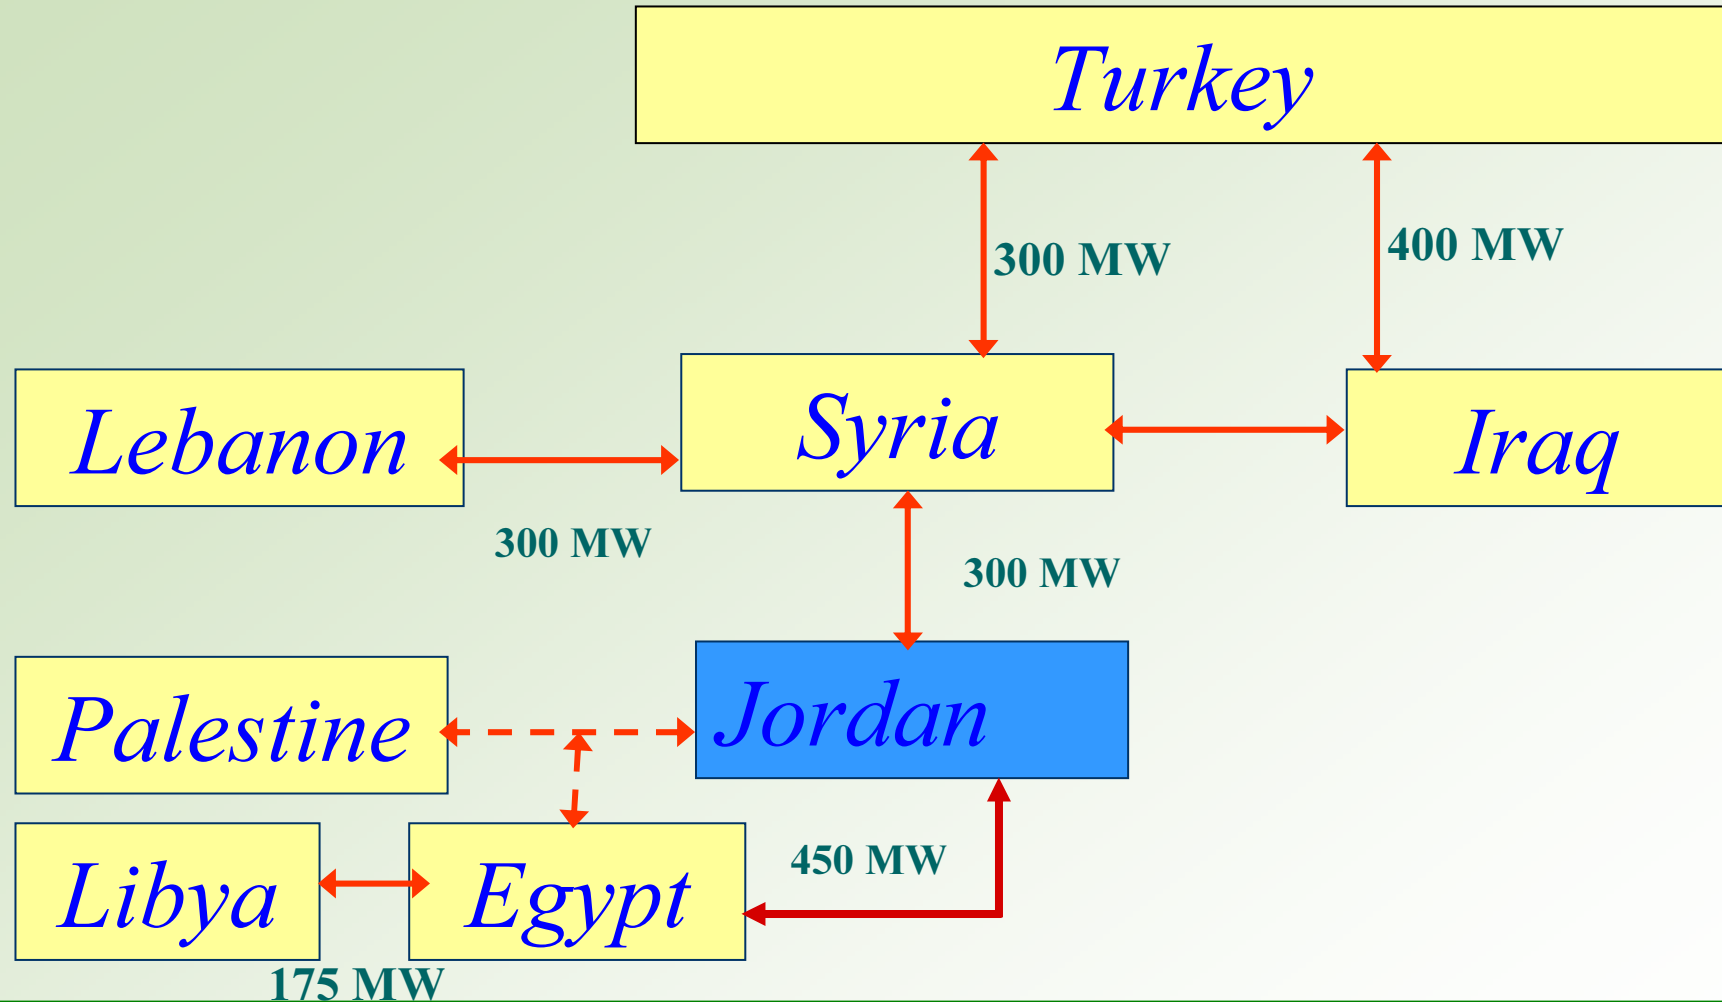 Turkey
300 MW
400 MW
Lebanon
Syria
Iraq
300 MW
300 MW
Palestine
Jordan
Libya
Egypt
450 MW
175 MW